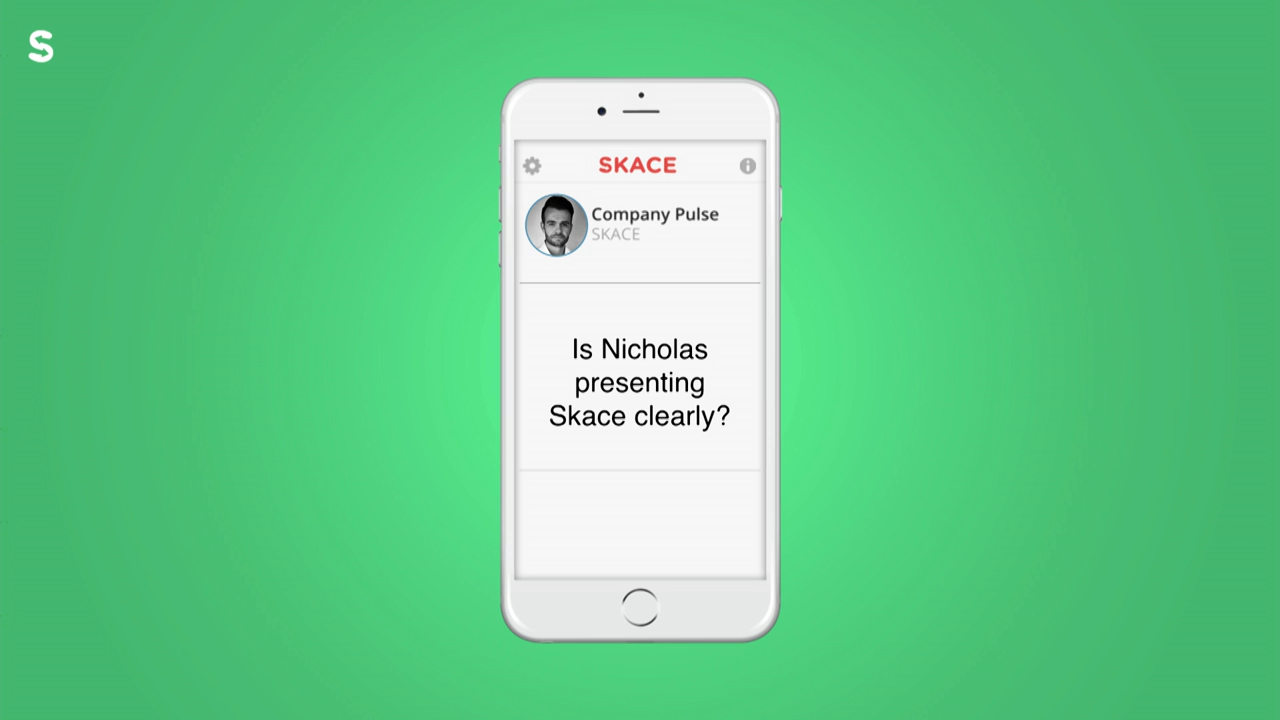 S
SKACE
Company Pulse
SKACE
Is Nicholas
presenting
Skace clearly?